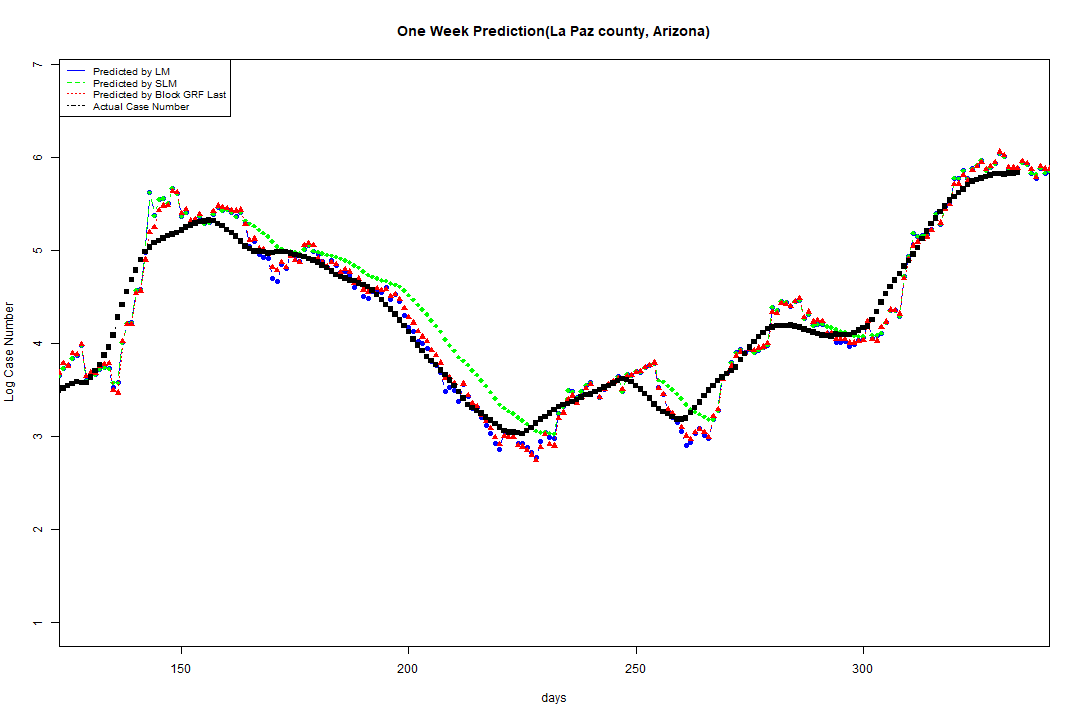 One Week Prediction(La Paz county, Arizona)
Predicted by LM
Predicted by SLM
Predicted by Block GRF Last
Actual Case Number
7
6
5
4
3
2
1
Log Case Number
150 200 250 300
days